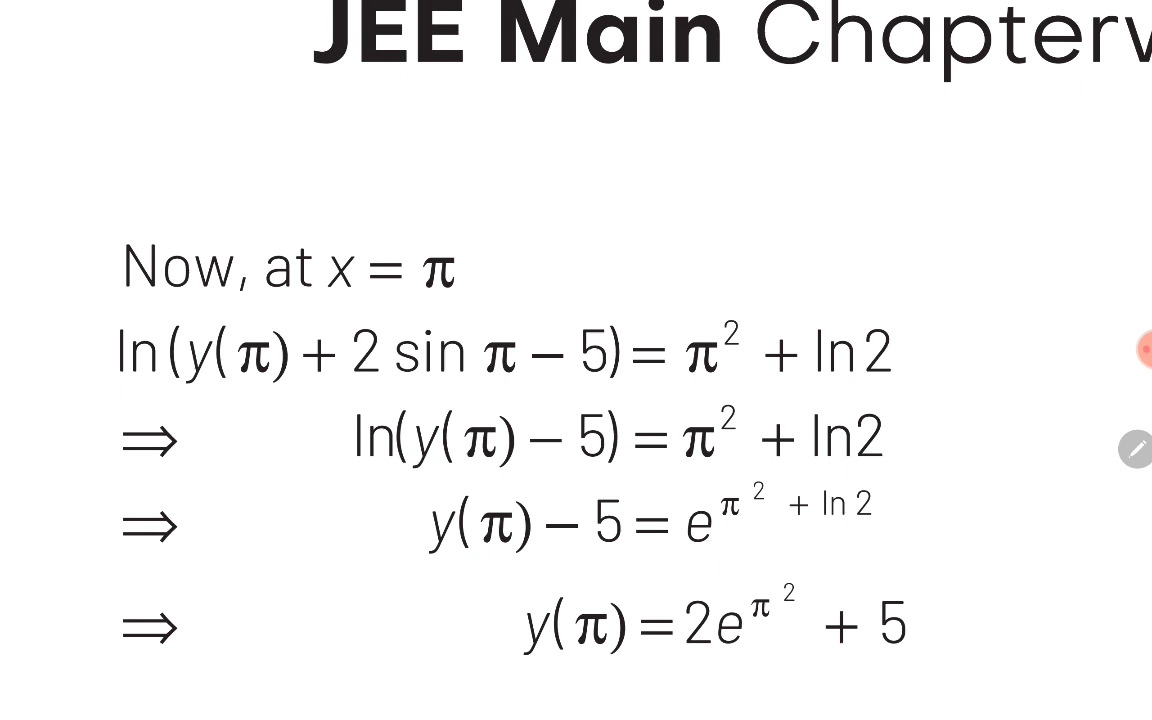 JEE Main Chapterw
Now, at x = π
ln(y(π) + 2 sin π − 5) = π² + ln2
⇒ ln(y(π) − 5) = π² + ln2
⇒ y(π) − 5 = e^(π² + ln 2)
⇒ y(π) = 2e^(π²) + 5